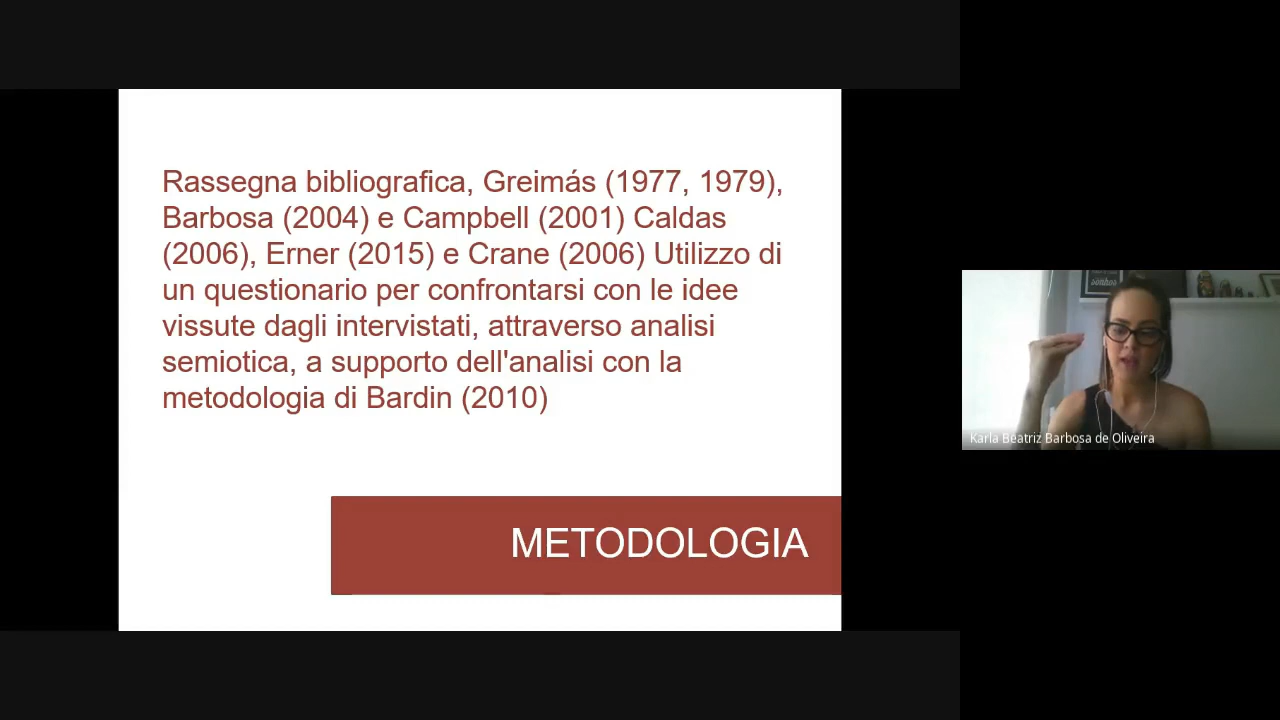 Rassegna bibliografica, Greimás (1977, 1979),
Barbosa (2004) e Campbell (2001) Caldas
(2006), Erner (2015) e Crane (2006) Utilizzo di
un questionario per confrontarsi con le idee
vissute dagli intervistati, attraverso analisi
semiotica, a supporto dell'analisi con la
metodologia di Bardin (2010)
METODOLOGIA
sonhos
Karla Beatriz Barbosa de Oliveira